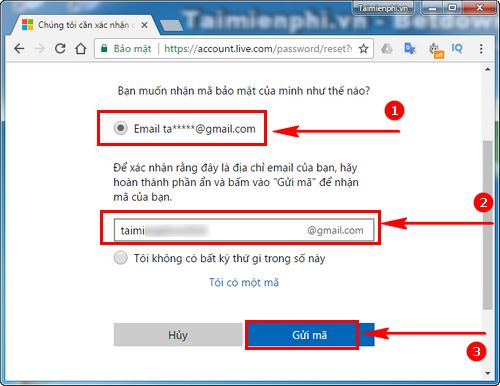 Taimienphi.vn
Chúng tôi cần xác nhận c
Bảo mật https://account.live.com/password/reset?
Bạn muốn nhận mã bảo mật của mình như thế nào?
1
Email ta*****@gmail.com
Để xác nhận rằng đây là địa chỉ email của bạn, hãy
hoàn thành phần ẩn và bấm vào "Gửi mã" để nhận
mã của bạn.
2
taimi @gmail.com
Tôi không có bất kỳ thứ gì trong số này
Tôi có một mã
Hủy Gửi mã
3